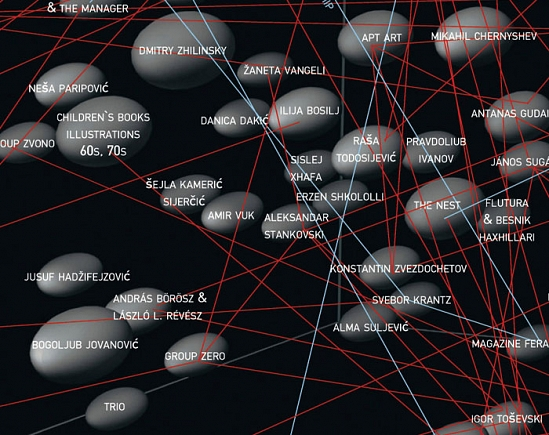 & THE MANAGER
APT ART
MIKAHIL CHERNYSHEV
DMITRY ZHILINSKY
ŽANETA VANGELI
NEŠA PARIPOVIĆ
CHILDREN`S BOOKS
ILLUSTRATIONS
60s, 70s
DANICA DAKIĆ
ILIJA BOSILJ
ANTANAS GUDAI
OUP ZVONO
RAŠA
TODOSIJEVIĆ
PRAVDOLIUB
IVANOV
SISLEJ
XHAFA
JÁNOS SUGÁ
ŠEJLA KAMERIĆ
SIJERČIĆ
ERZEN SHKOLOLLI
THE NEST
FLUTURA
& BESNIK
HAXHILLARI
AMIR VUK
ALEKSANDAR
STANKOVSKI
JUSUF HADŽIFEJZOVIĆ
KONSTANTIN ZVEZDOCHETOV
ANDRÁS BÖRÖSZ &
LÁSZLÓ L. RÉVÉSZ
SVEBOR KRANTZ
ALMA SULJEVIĆ
BOGOLJUB JOVANOVIĆ
GROUP ZERO
MAGAZINE FERA
TRIO
IGOR TOŠEVSKI